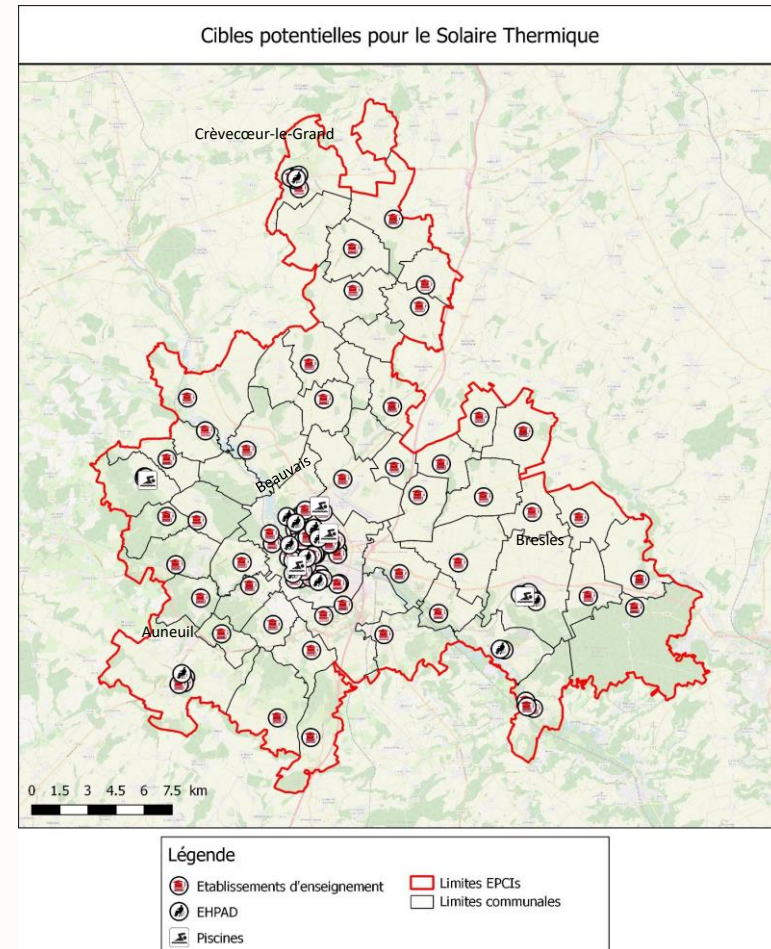 Cibles potentielles pour le Solaire Thermique
Crèvecœur-le-Grand
Beauvais
Bresles
Auneuil
0 1.5 3 4.5 6 7.5 km
Légende
Etablissements d'enseignement
EHPAD
Piscines
Limites EPCIs
Limites communales